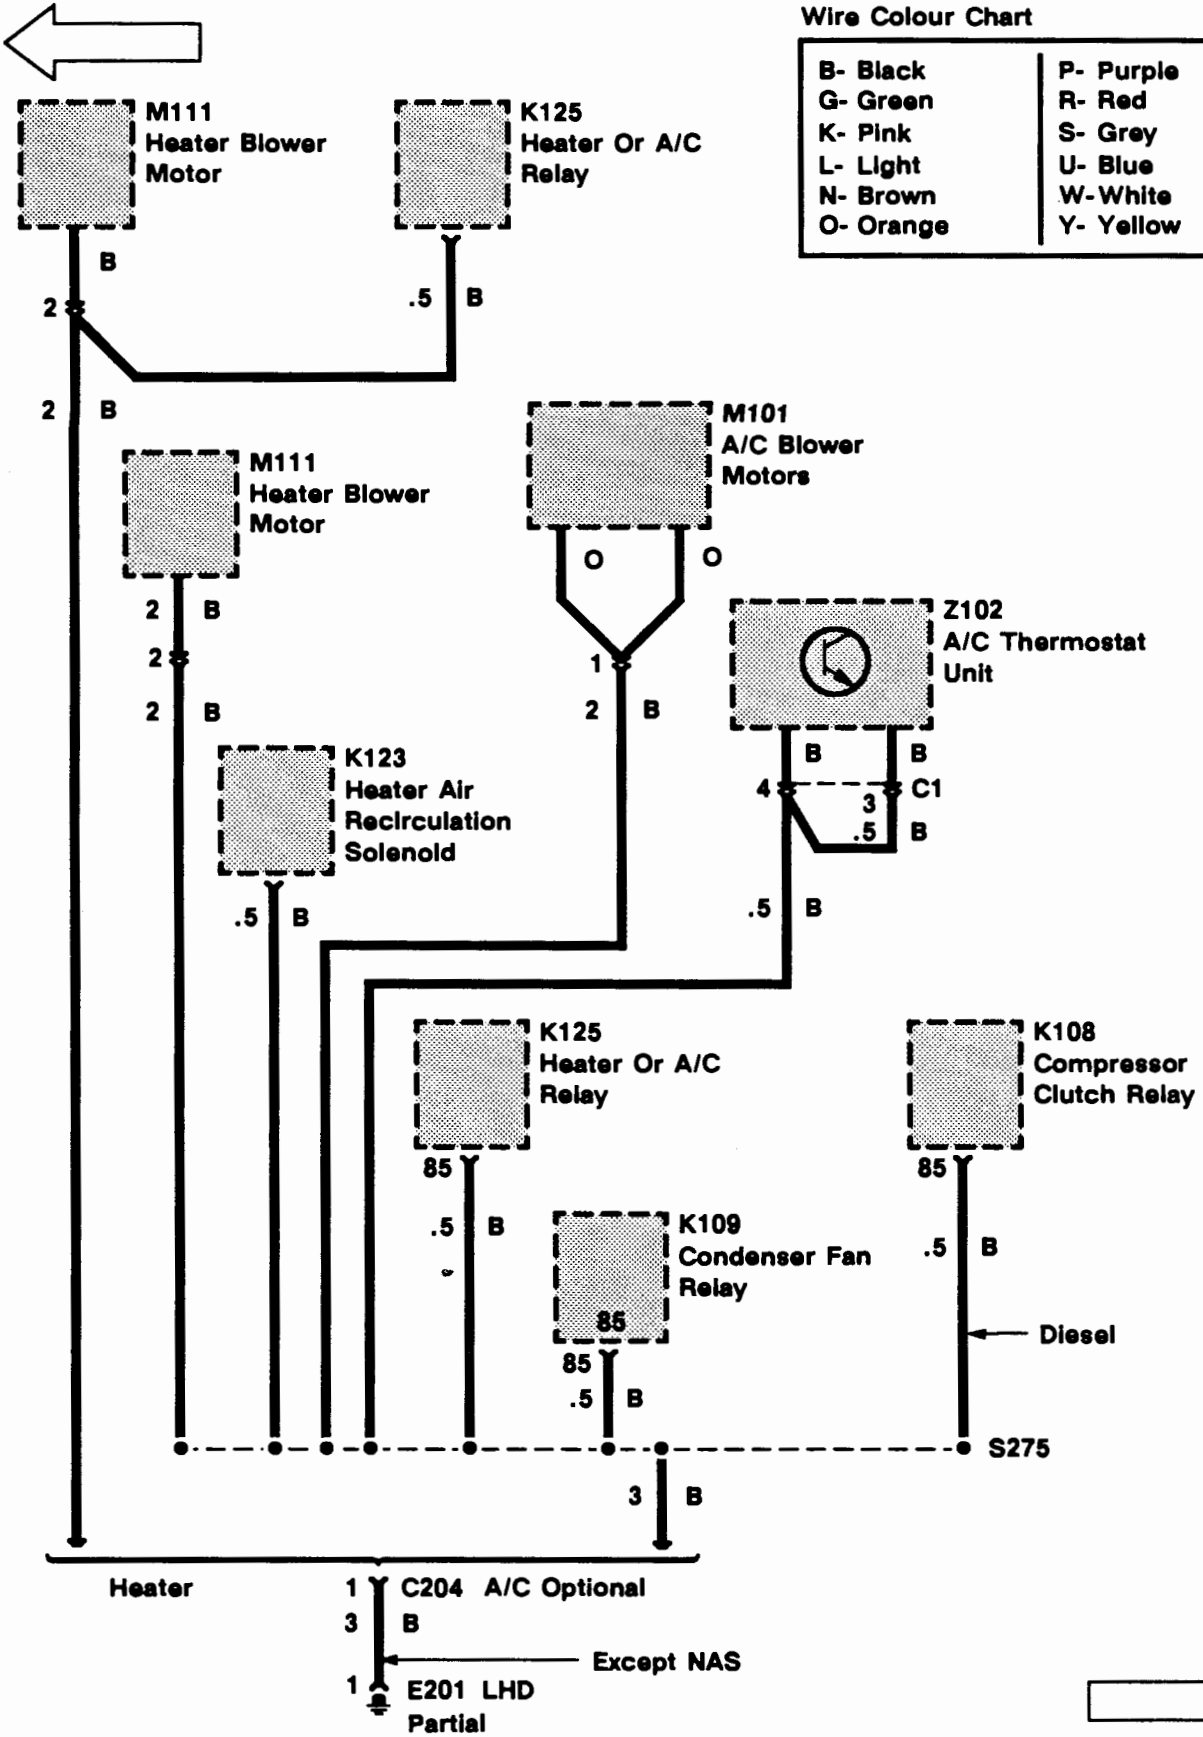 Wire Colour Chart
B- Black
G- Green
K- Pink
L- Light
N- Brown
O- Orange
P- Purple
R- Red
S- Grey
U- Blue
W- White
Y- Yellow
M111
Heater Blower
Motor
K125
Heater Or A/C
Relay
B
2
.5 B
2 B
M111
Heater Blower
Motor
2 B
2
2 B
M101
A/C Blower
Motors
O O
1
2 B
Z102
A/C Thermostat
Unit
B B
4 C1
3
.5 B
.5 B
K123
Heater Air
Recirculation
Solenoid
.5 B
K125
Heater Or A/C
Relay
85
.5 B
K108
Compressor
Clutch Relay
85
.5 B
Diesel
K109
Condenser Fan
Relay
85
85
.5 B
S275
3 B
Heater
1 C204 A/C Optional
3 B
Except NAS
1 E201 LHD
Partial